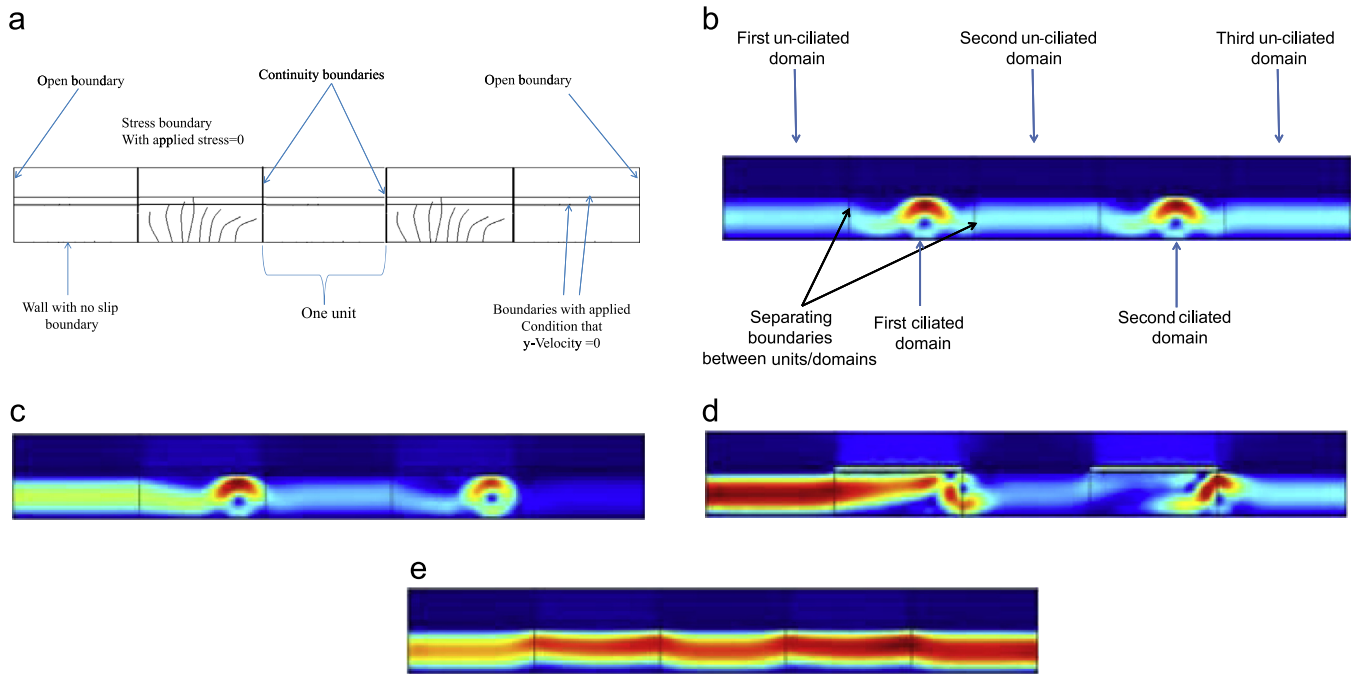 a
Open boundary
Continuity boundaries
Open boundary
Stress boundary
With applied stress=0
Wall with no slip
boundary
One unit
Boundaries with applied
Condition that
y-Velocity =0
b
First un-ciliated
domain
Second un-ciliated
domain
Third un-ciliated
domain
Separating
boundaries
between units/domains
First ciliated
domain
Second ciliated
domain
c
d
e